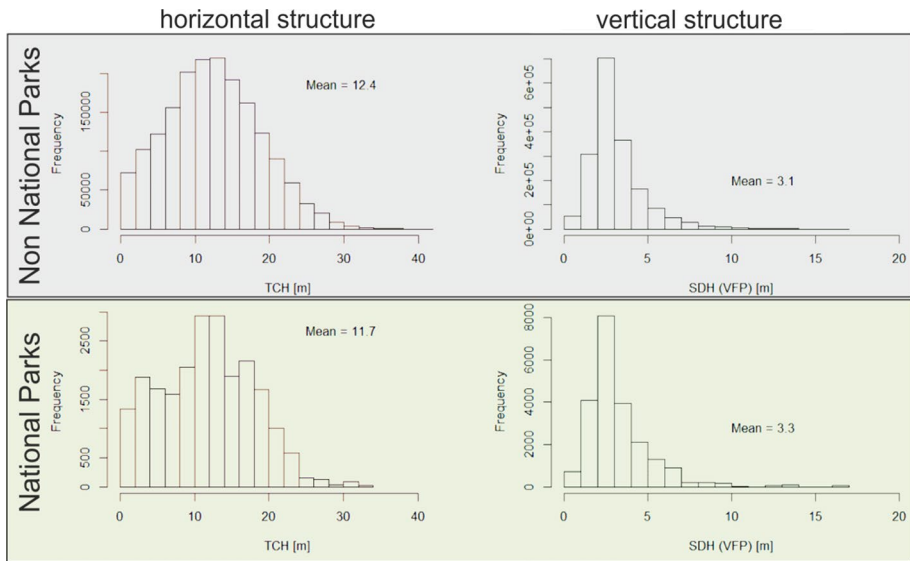 horizontal structure
vertical structure
Non National Parks
Frequency
0 50000 150000
Mean = 12.4
0 10 20 30 40
TCH [m]
Frequency
0e+00 2e+05 4e+05 6e+05
Mean = 3.1
0 5 10 15 20
SDH (VFP) [m]
National Parks
Frequency
0 500 1500 2500
Mean = 11.7
0 10 20 30 40
TCH [m]
Frequency
0 2000 4000 6000 8000
Mean = 3.3
0 5 10 15 20
SDH (VFP) [m]